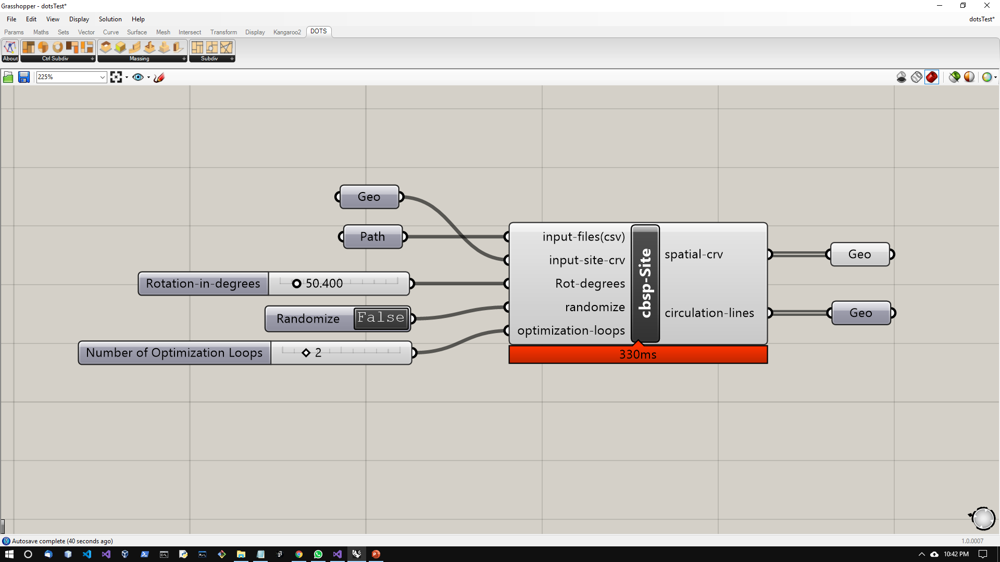 Grasshopper - dotsTest*
File Edit View Display Solution Help dotsTest*
Params Maths Sets Vector Curve Surface Mesh Intersect Transform Display Kangaroo2 DOTS
About Ctrl Subdiv Massing Subdiv
225%
Geo
Path
Rotation-in-degrees 50.400
Randomize False
Number of Optimization Loops 2
input-files(csv)
input-site-crv
Rot-degrees
randomize
optimization-loops
cbsp-Site
spatial-crv
circulation-lines
330ms
Geo
Geo
Autosave complete (40 seconds ago) 1.0.0007
10:42 PM